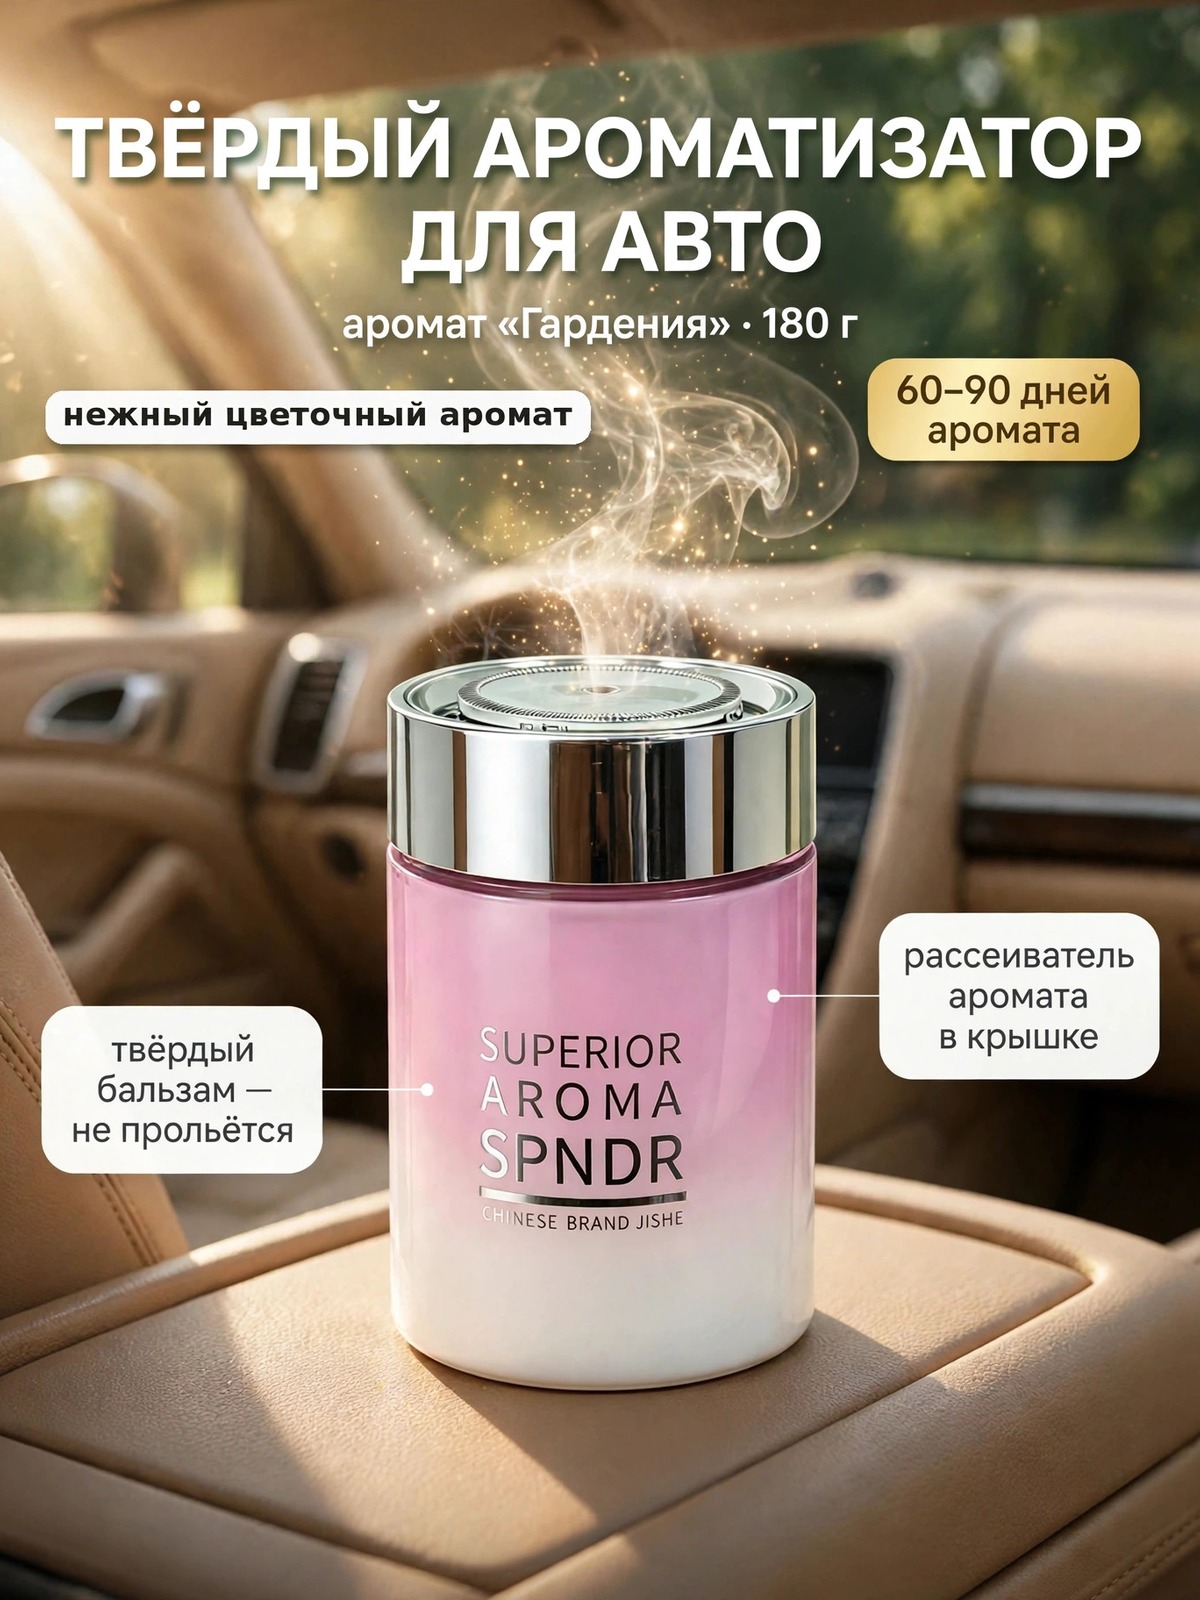 ТВЁРДЫЙ АРОМАТИЗАТОР
ДЛЯ АВТО
аромат «Гардения» · 180 г
нежный цветочный аромат
60–90 дней
аромата
рассеиватель
аромата
в крышке
твёрдый
бальзам —
не прольётся
SUPERIOR
AROMA
SPNDR
CHINESE BRAND JISHE